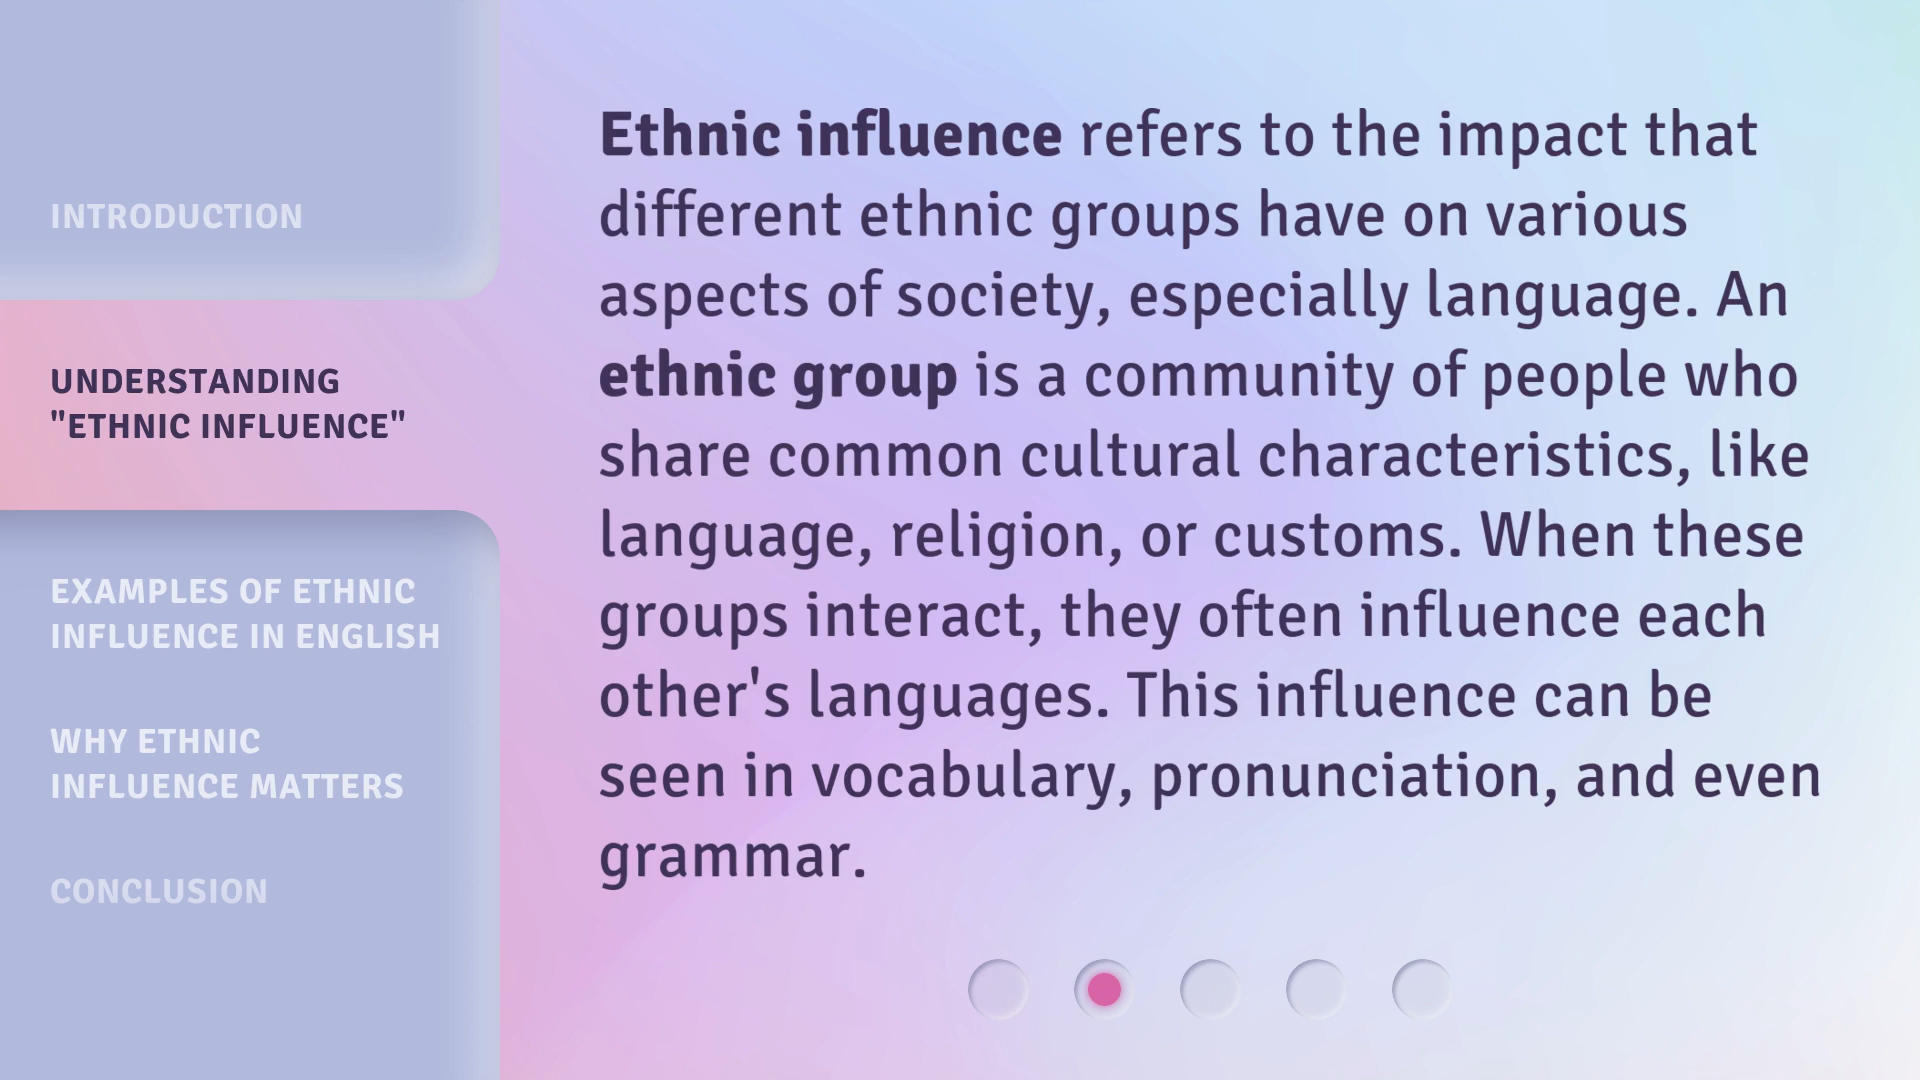 INTRODUCTION
UNDERSTANDING
"ETHNIC INFLUENCE"
EXAMPLES OF ETHNIC
INFLUENCE IN ENGLISH
WHY ETHNIC
INFLUENCE MATTERS
CONCLUSION
Ethnic influence refers to the impact that
different ethnic groups have on various
aspects of society, especially language. An
ethnic group is a community of people who
share common cultural characteristics, like
language, religion, or customs. When these
groups interact, they often influence each
other's languages. This influence can be
seen in vocabulary, pronunciation, and even
grammar.